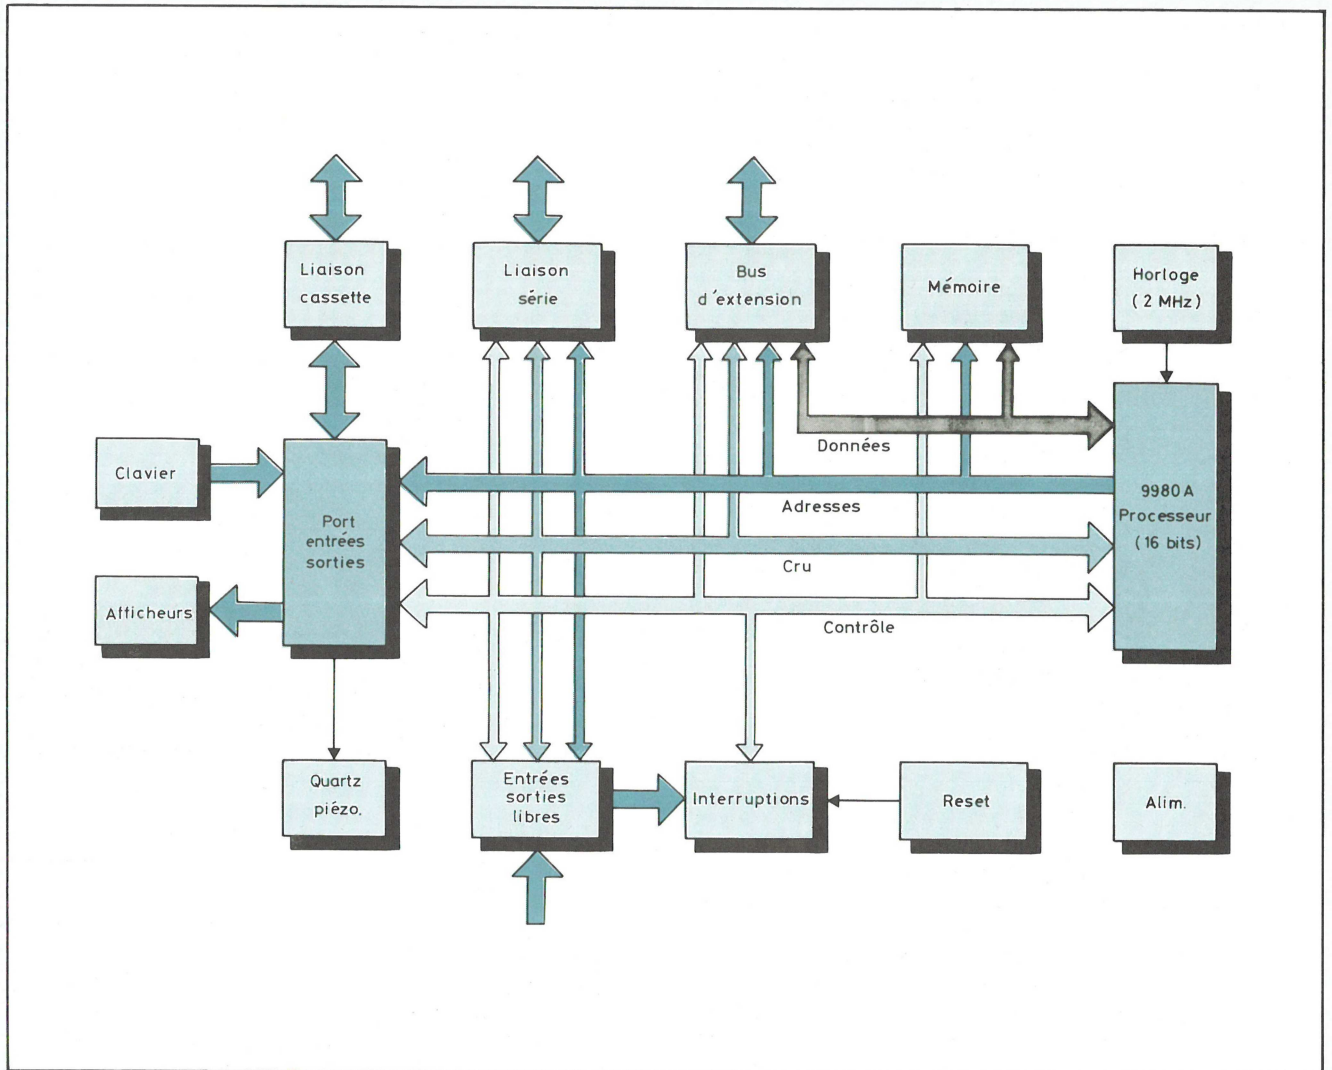 Liaison
cassette
Liaison
série
Bus
d'extension
Mémoire
Horloge
(2 MHz)
Clavier
Port
entrées
sorties
Afficheurs
Données
Adresses
Cru
Contrôle
9980A
Processeur
(16 bits)
Quartz
piézo.
Entrées
sorties
libres
Interruptions
Reset
Alim.